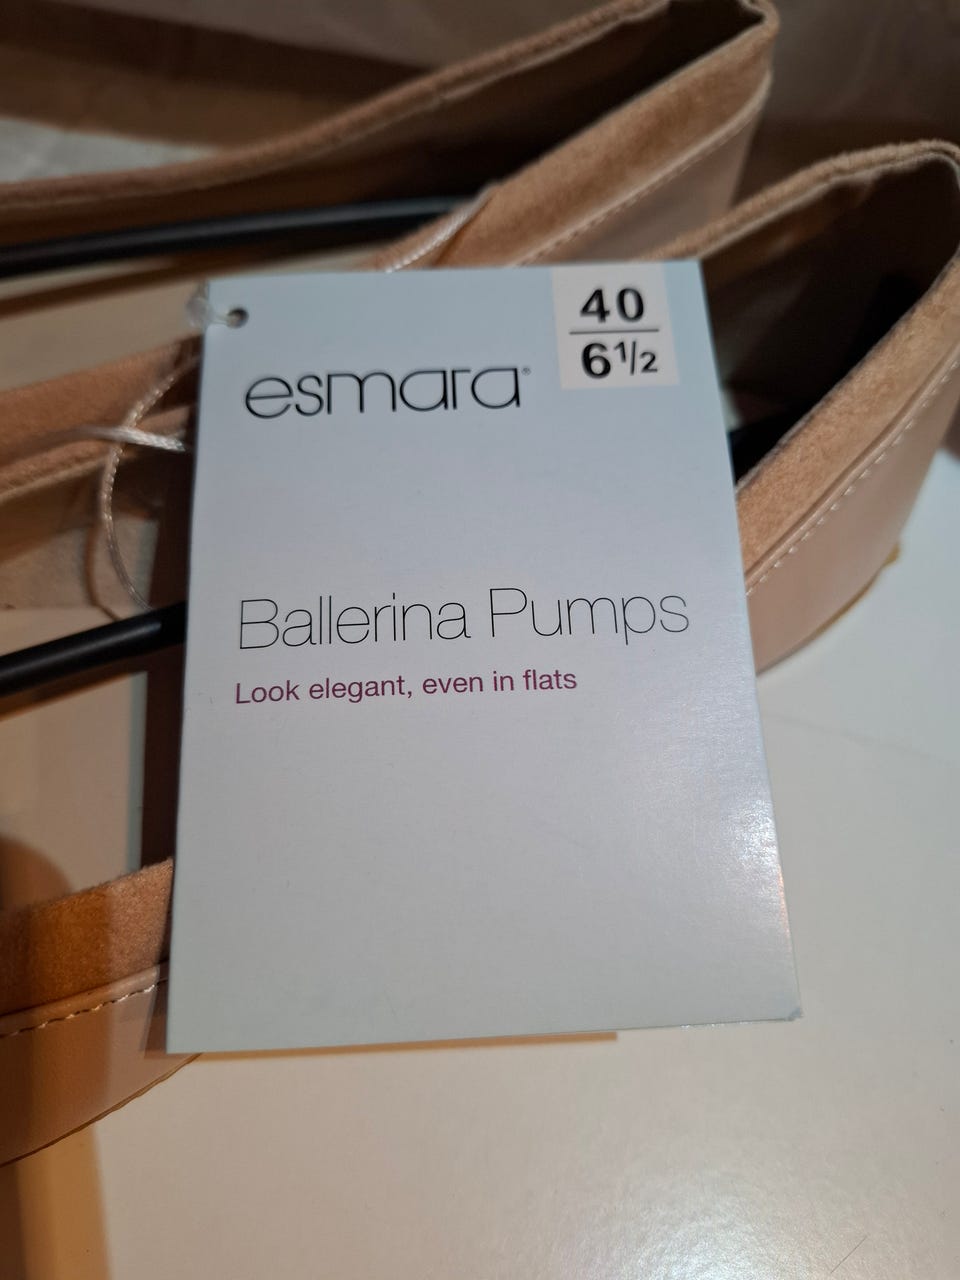 40
6½
esmara®
Ballerina Pumps
Look elegant, even in flats